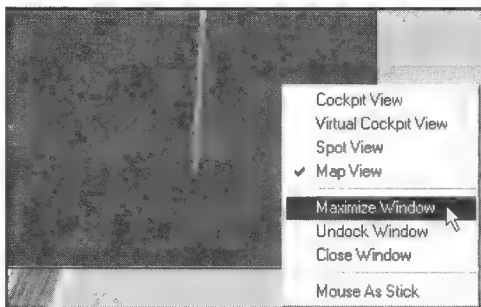 Cockpit View
Virtual Cockpit View
Spot View
Map View
Maximize Window
Undock Window
Close Window
Mouse As Stick